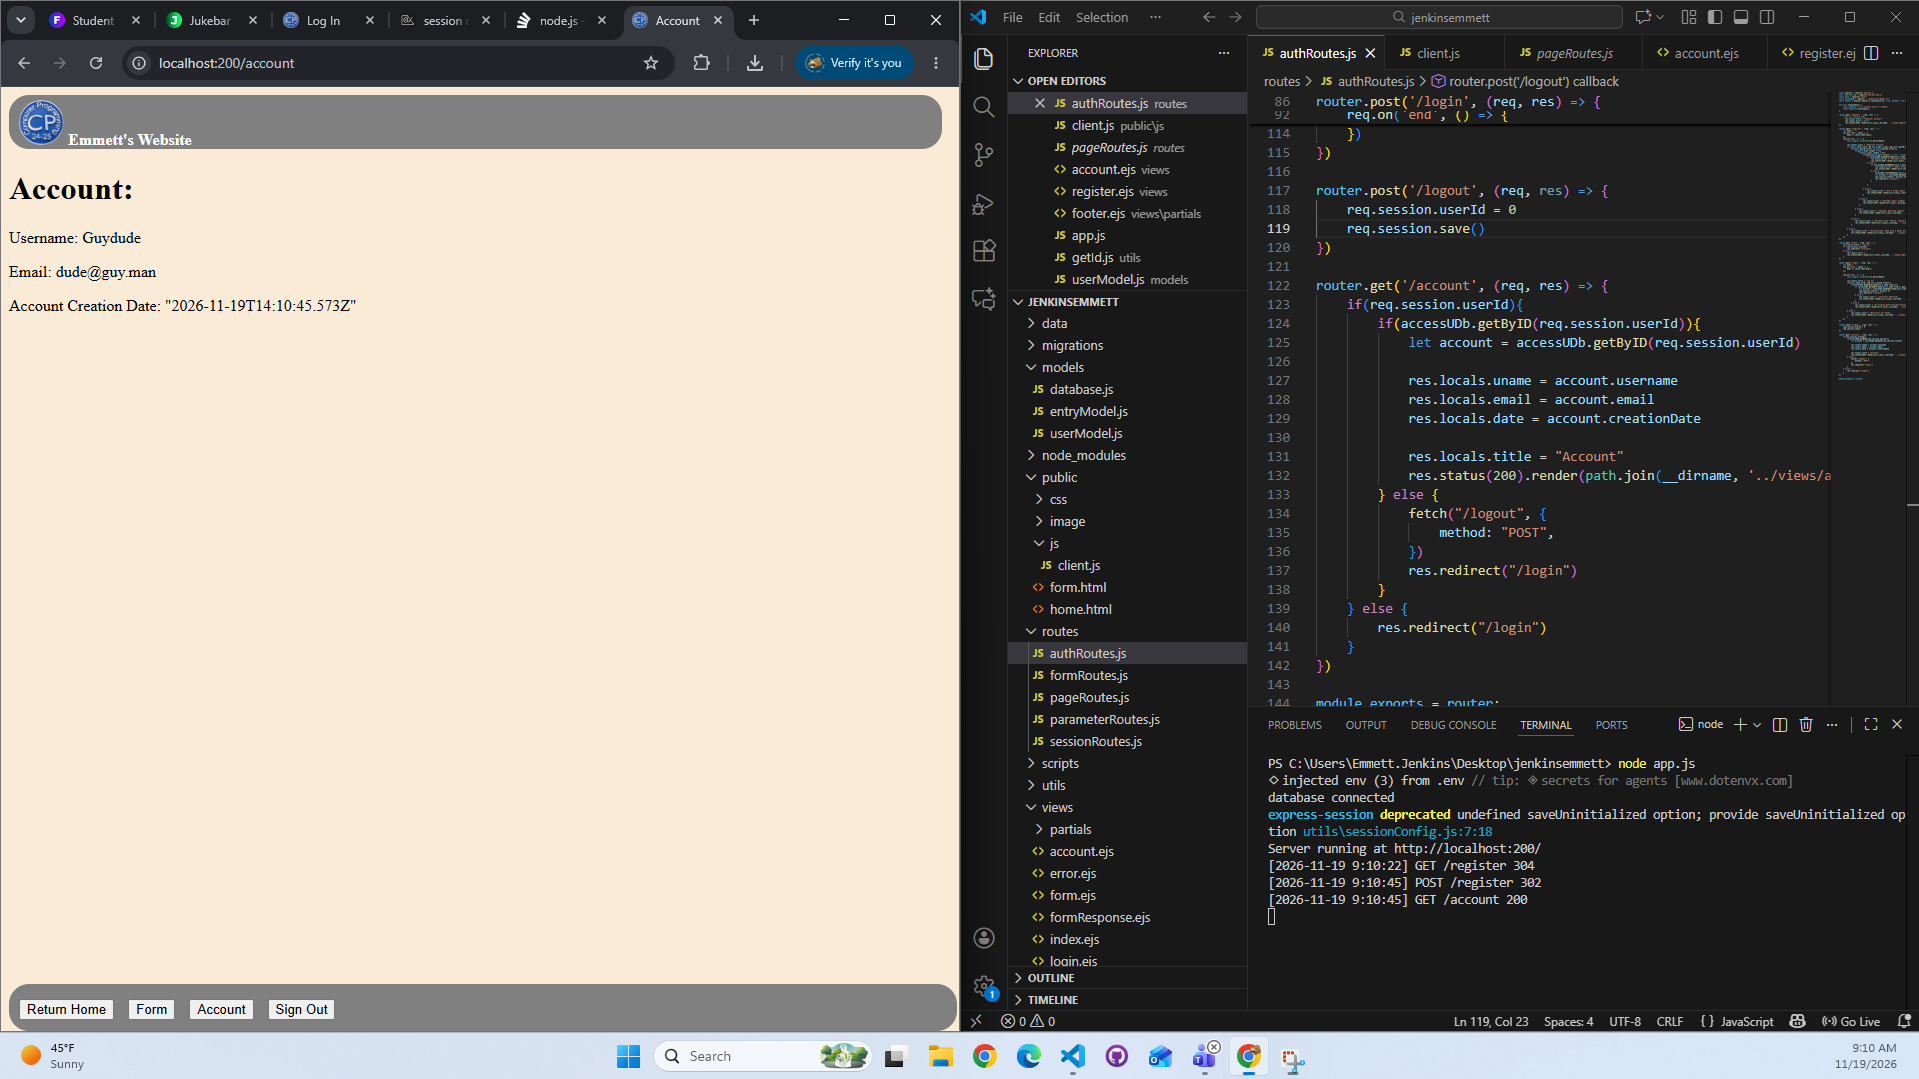 Student
Jukebar
Log In
session
node.js
Account
localhost:200/account
Verify it's you
Computer Programming
CP
24-25
Emmett's Website
Account:
Username: Guydude
Email: dude@guy.man
Account Creation Date: "2026-11-19T14:10:45.573Z"
Return Home
Form
Account
Sign Out
File
Edit
Selection
jenkinsemmett
EXPLORER
OPEN EDITORS
authRoutes.js routes
client.js public\js
pageRoutes.js routes
account.ejs views
register.ejs views
footer.ejs views\partials
app.js
getId.js utils
userModel.js models
JENKINSEMMETT
data
migrations
models
database.js
entryModel.js
userModel.js
node_modules
public
css
image
js
client.js
form.html
home.html
routes
authRoutes.js
formRoutes.js
pageRoutes.js
parameterRoutes.js
sessionRoutes.js
scripts
utils
views
partials
account.ejs
error.ejs
form.ejs
formResponse.ejs
index.ejs
login.ejs
OUTLINE
TIMELINE
authRoutes.js
client.js
pageRoutes.js
account.ejs
register.ej
routes > authRoutes.js > router.post('/logout') callback
86 router.post('/login', (req, res) => {
92 req.on('end', () => {
114 })
115 })
116
117 router.post('/logout', (req, res) => {
118 req.session.userId = 0
119 req.session.save()
120 })
121
122 router.get('/account', (req, res) => {
123 if(req.session.userId){
124 if(accessUDb.getByID(req.session.userId)){
125 let account = accessUDb.getByID(req.session.userId)
126
127 res.locals.uname = account.username
128 res.locals.email = account.email
129 res.locals.date = account.creationDate
130
131 res.locals.title = "Account"
132 res.status(200).render(path.join(__dirname, '../views/a
133 } else {
134 fetch("/logout", {
135 method: "POST",
136 })
137 res.redirect("/login")
138 }
139 } else {
140 res.redirect("/login")
141 }
142 })
143
144 module.exports = router;
PROBLEMS
OUTPUT
DEBUG CONSOLE
TERMINAL
PORTS
node
PS C:\Users\Emmett.Jenkins\Desktop\jenkinsemmett> node app.js
injected env (3) from .env // tip: secrets for agents [www.dotenvx.com]
database connected
express-session deprecated undefined saveUninitialized option; provide saveUninitialized op
tion utils\sessionConfig.js:7:18
Server running at http://localhost:200/
[2026-11-19 9:10:22] GET /register 304
[2026-11-19 9:10:45] POST /register 302
[2026-11-19 9:10:45] GET /account 200
1
0 0
Ln 119, Col 23
Spaces: 4
UTF-8
CRLF
{ } JavaScript
Go Live
45°F
Sunny
Search
9:10 AM
11/19/2026